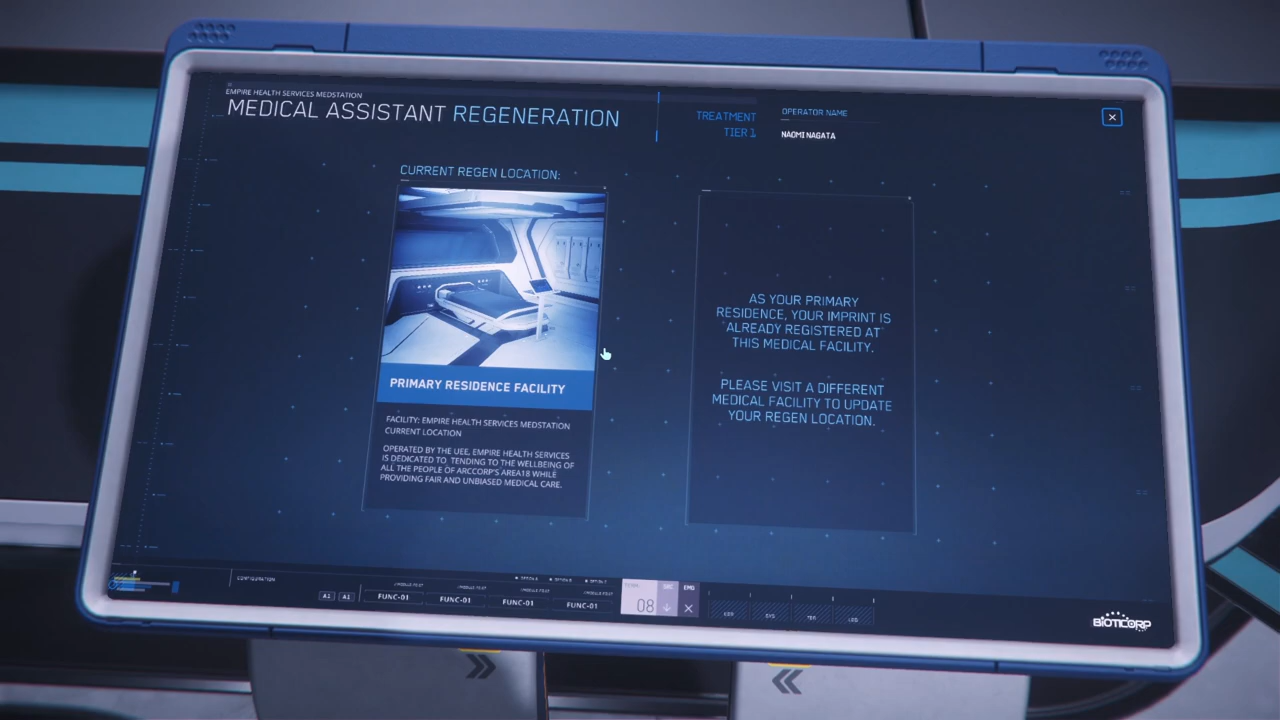 EMPIRE HEALTH SERVICES MEDSTATION
MEDICAL ASSISTANT REGENERATION
TREATMENT
TIER 1
OPERATOR NAME
NAOMI NAGATA
CURRENT REGEN LOCATION:
PRIMARY RESIDENCE FACILITY
FACILITY: EMPIRE HEALTH SERVICES MEDSTATION
CURRENT LOCATION
OPERATED BY THE UEE, EMPIRE HEALTH SERVICES
IS DEDICATED TO TENDING TO THE WELLBEING OF
ALL THE PEOPLE OF ARCCORP'S AREA18 WHILE
PROVIDING FAIR AND UNBIASED MEDICAL CARE.
AS YOUR PRIMARY
RESIDENCE, YOUR IMPRINT IS
ALREADY REGISTERED AT
THIS MEDICAL FACILITY.
PLEASE VISIT A DIFFERENT
MEDICAL FACILITY TO UPDATE
YOUR REGEN LOCATION.
CONFIGURATION
A1 A1
FUNC-01 FUNC-01 FUNC-01 FUNC-01
08
EMG
SYS
BIOTICORP